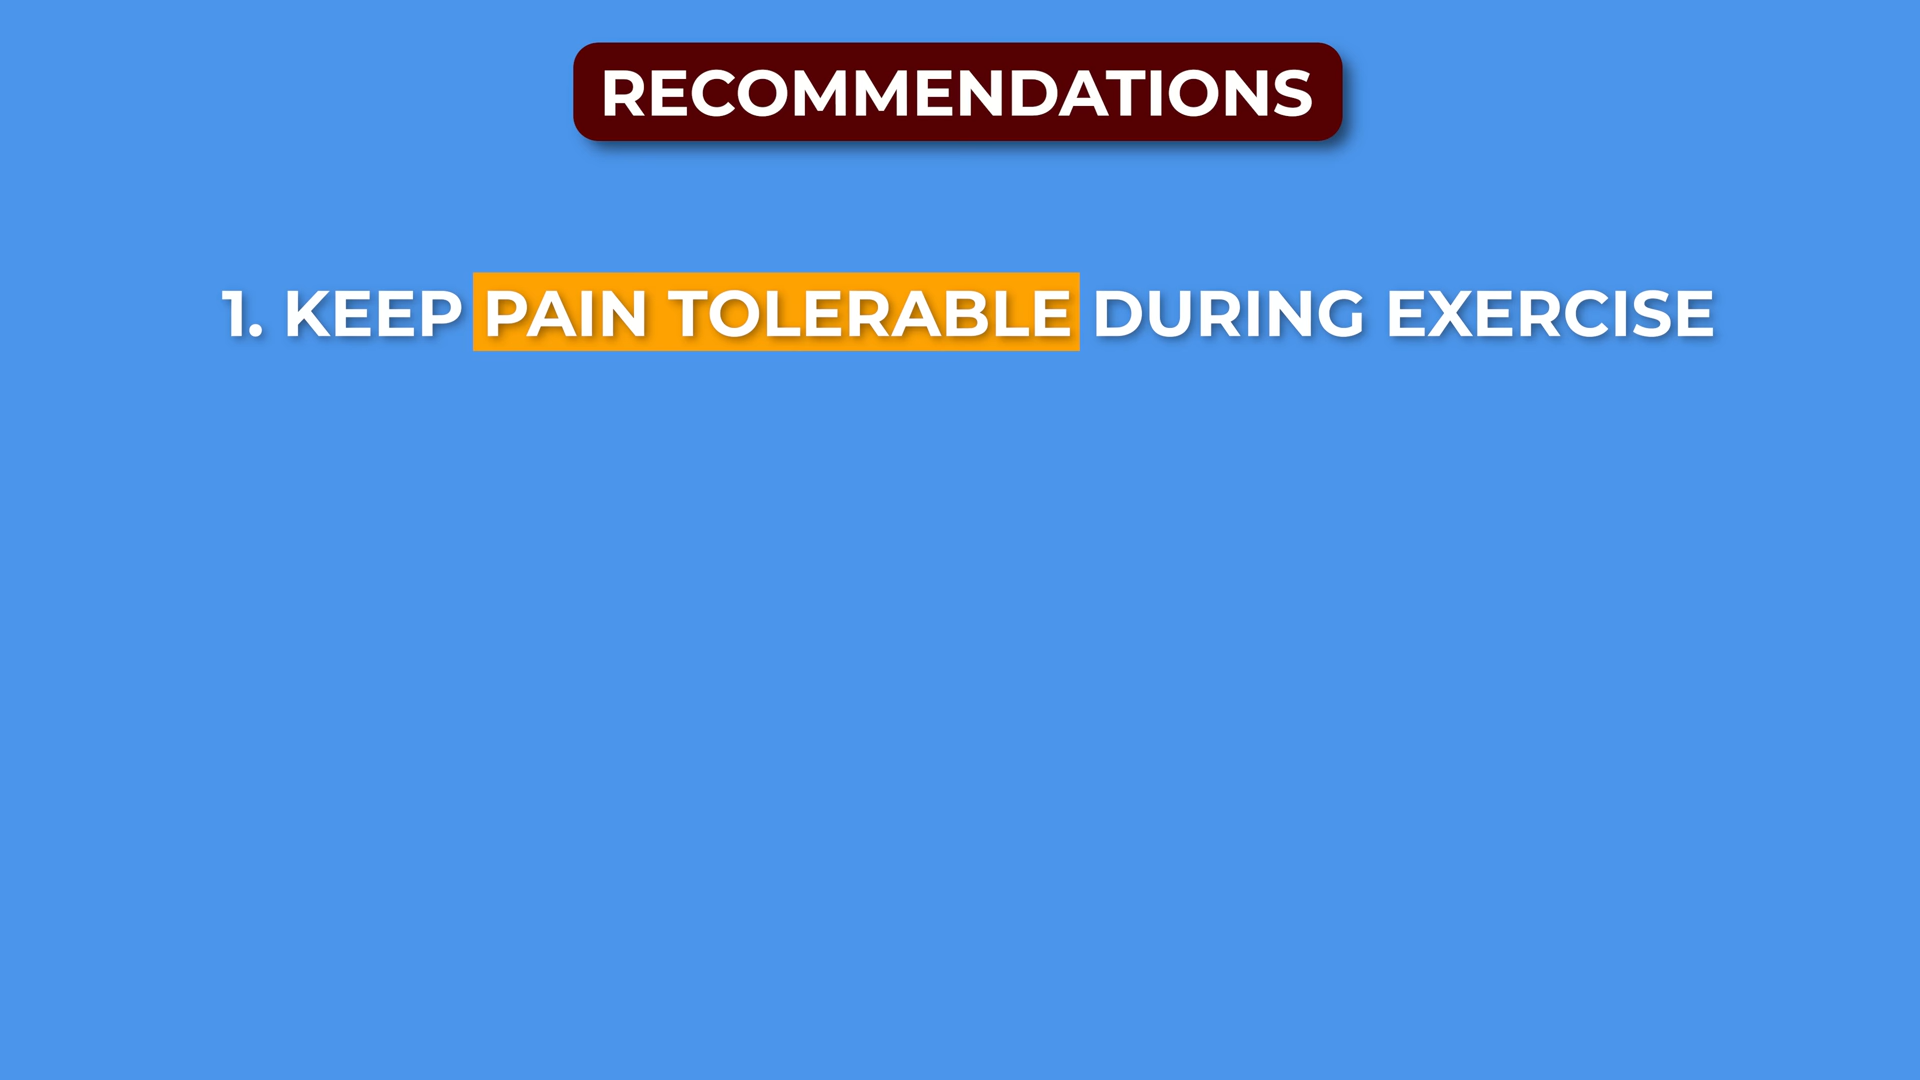 RECOMMENDATIONS
1. KEEP PAIN TOLERABLE DURING EXERCISE